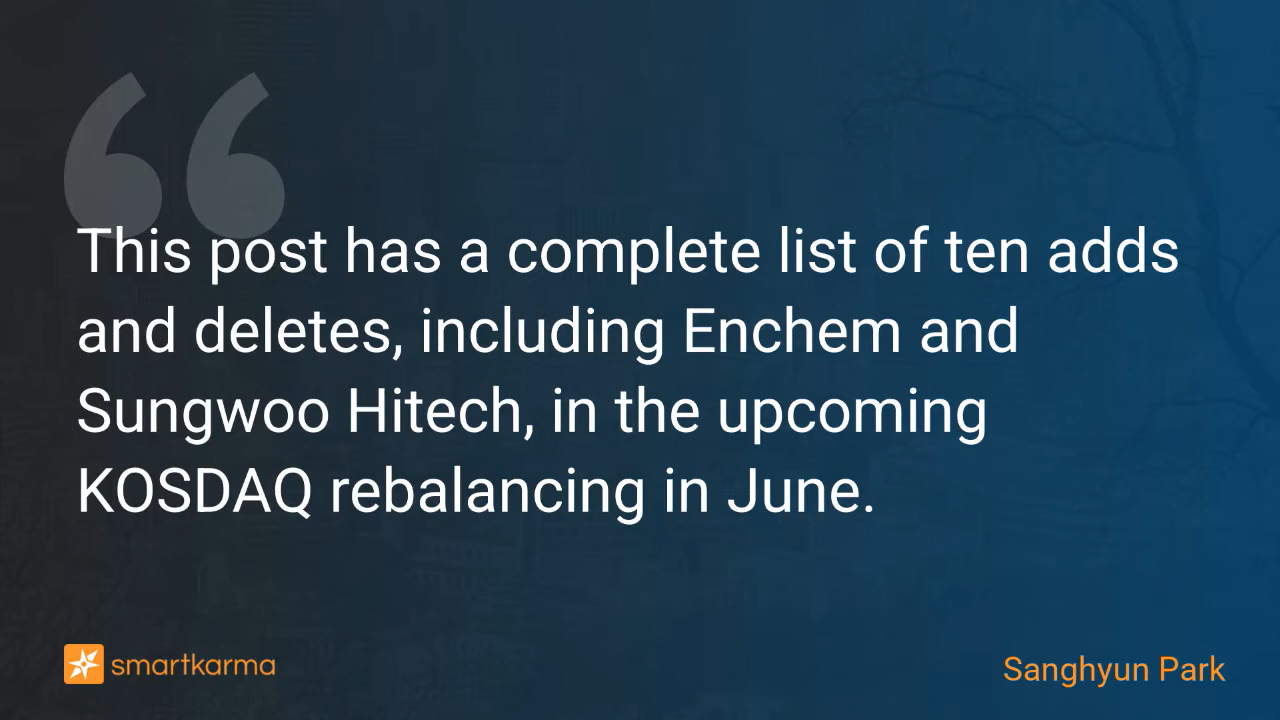 This post has a complete list of ten adds
and deletes, including Enchem and
Sungwoo Hitech, in the upcoming
KOSDAQ rebalancing in June.
smartkarma
Sanghyun Park